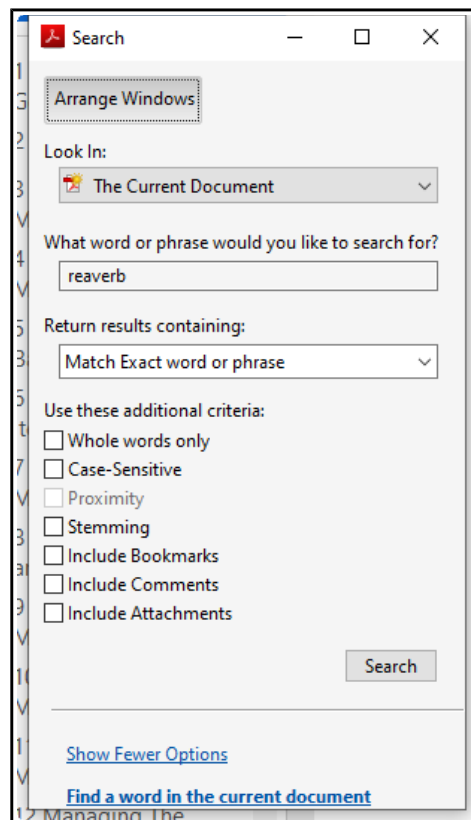 Search
Arrange Windows
Look In:
The Current Document
What word or phrase would you like to search for?
reaverb
Return results containing:
Match Exact word or phrase
Use these additional criteria:
Whole words only
Case-Sensitive
Proximity
Stemming
Include Bookmarks
Include Comments
Include Attachments
Search
Show Fewer Options
Find a word in the current document
12 Managing The